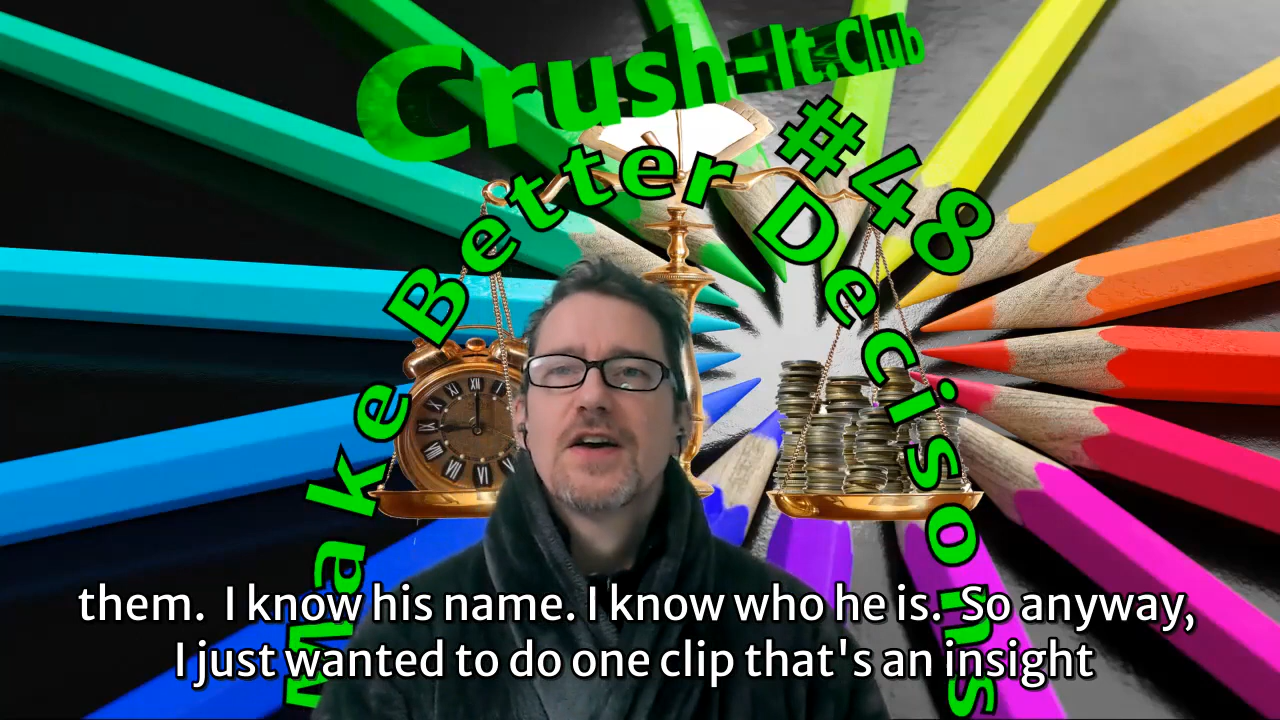 Crush-It.Club
#48
Make Better Decisons
them. I know his name. I know who he is. So anyway,
I just wanted to do one clip that's an insight